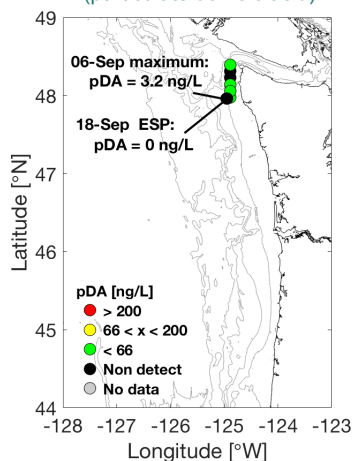 49
06-Sep maximum:
pDA = 3.2 ng/L
48
18-Sep ESP:
pDA = 0 ng/L
47
Latitude [°N]
46
pDA [ng/L]
> 200
66 < x < 200
< 66
Non detect
No data
45
44
-128 -127 -126 -125 -124 -123
Longitude [°W]